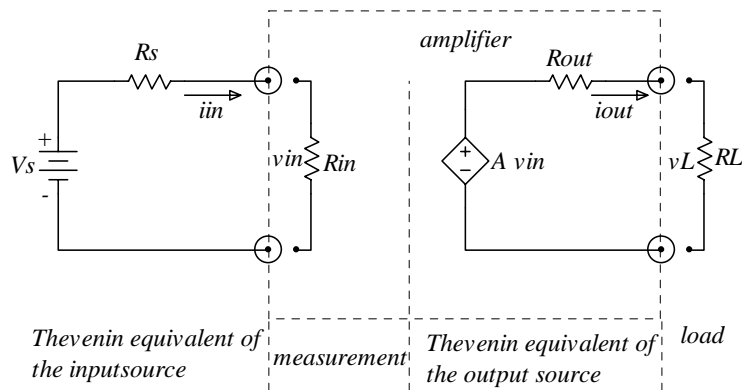 amplifier
Rs
Rout
iin
iout
+
Vs
-
vin
Rin
+
−
A vin
vL
RL
Thevenin equivalent of
the inputsource
measurement
Thevenin equivalent of
the output source
load